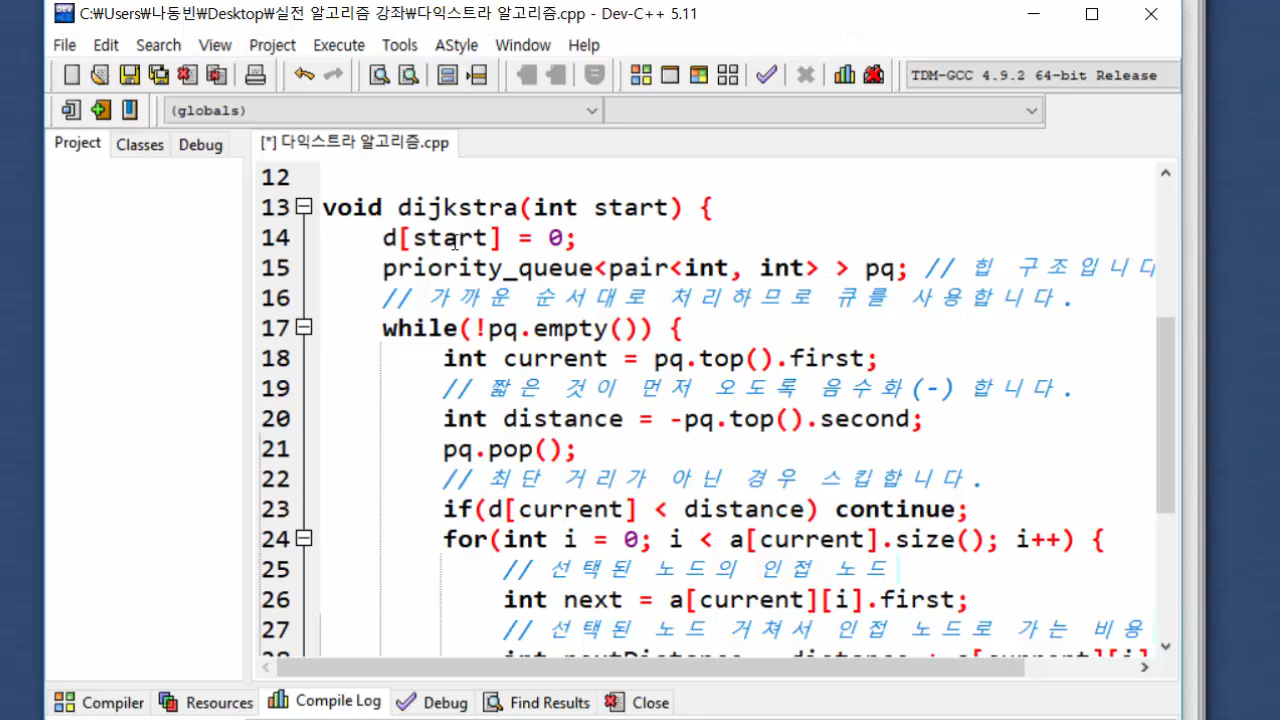 C:₩Users₩나동빈₩Desktop₩실전 알고리즘 강좌₩다익스트라 알고리즘.cpp - Dev-C++ 5.11
File Edit Search View Project Execute Tools AStyle Window Help
TDM-GCC 4.9.2 64-bit Release
(globals)
Project Classes Debug
[*] 다익스트라 알고리즘.cpp
12
13 void dijkstra(int start) {
14 d[start] = 0;
15 priority_queue<pair<int, int> > pq; // 힙 구조입니다
16 // 가까운 순서대로 처리하므로 큐를 사용합니다.
17 while(!pq.empty()) {
18 int current = pq.top().first;
19 // 짧은 것이 먼저 오도록 음수화(-) 합니다.
20 int distance = -pq.top().second;
21 pq.pop();
22 // 최단 거리가 아닌 경우 스킵합니다.
23 if(d[current] < distance) continue;
24 for(int i = 0; i < a[current].size(); i++) {
25 // 선택된 노드의 인접 노드
26 int next = a[current][i].first;
27 // 선택된 노드 거쳐서 인접 노드로 가는 비용
28 int nextDistance = distance + a[current][i]
Compiler Resources Compile Log Debug Find Results Close